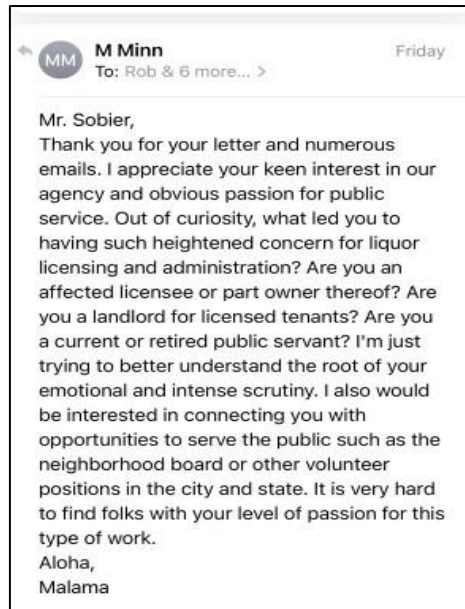 M Minn
Friday
MM
To: Rob & 6 more... >
Mr. Sobier,
Thank you for your letter and numerous
emails. I appreciate your keen interest in our
agency and obvious passion for public
service. Out of curiosity, what led you to
having such heightened concern for liquor
licensing and administration? Are you an
affected licensee or part owner thereof? Are
you a landlord for licensed tenants? Are you
a current or retired public servant? I'm just
trying to better understand the root of your
emotional and intense scrutiny. I also would
be interested in connecting you with
opportunities to serve the public such as the
neighborhood board or other volunteer
positions in the city and state. It is very hard
to find folks with your level of passion for this
type of work.
Aloha,
Malama